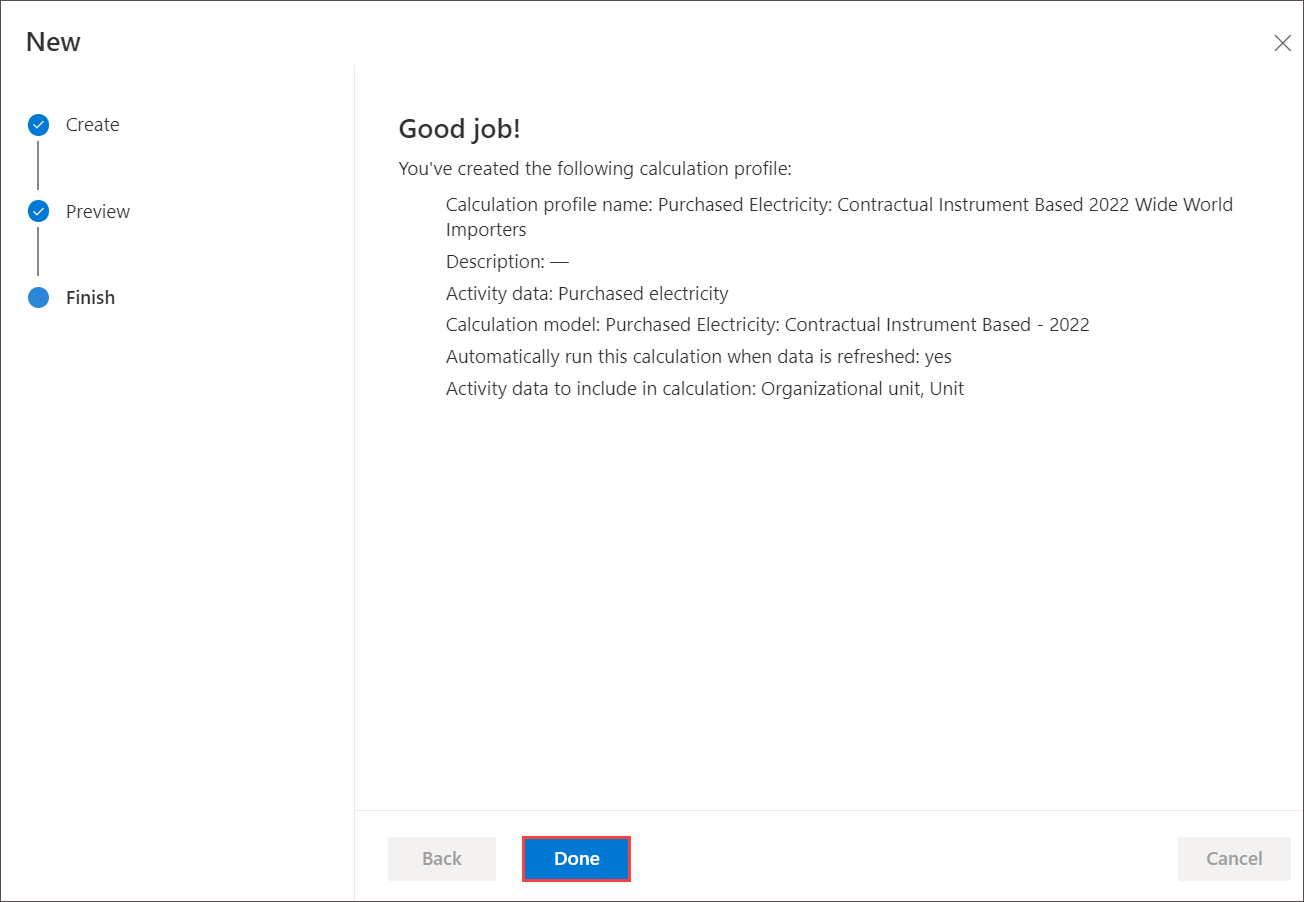 New
Create
Preview
Finish
Good job!
You've created the following calculation profile:
Calculation profile name: Purchased Electricity: Contractual Instrument Based 2022 Wide World
Importers
Description: —
Activity data: Purchased electricity
Calculation model: Purchased Electricity: Contractual Instrument Based - 2022
Automatically run this calculation when data is refreshed: yes
Activity data to include in calculation: Organizational unit, Unit
Back
Done
Cancel